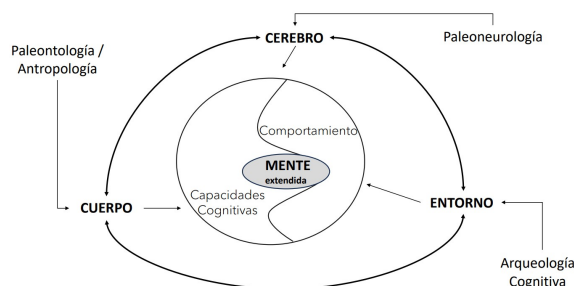 CEREBRO
Paleoneurología
Paleontología /
Antropología
Comportamiento
MENTE
extendida
Capacidades
Cognitivas
CUERPO
ENTORNO
Arqueología
Cognitiva